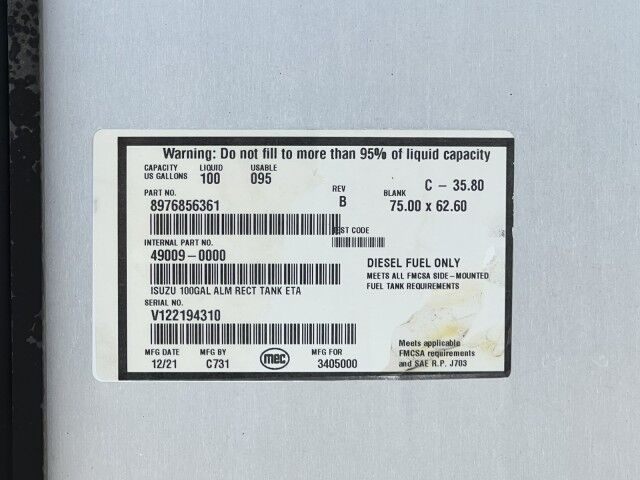 Warning: Do not fill to more than 95% of liquid capacity
CAPACITY LIQUID USABLE
US GALLONS 100 095
C - 35.80
PART NO. REV BLANK
8976856361 B 75.00 x 62.60
INTERNAL PART NO.
49009-0000
DIESEL FUEL ONLY
MEETS ALL FMCSA SIDE-MOUNTED
FUEL TANK REQUIREMENTS
ISUZU 100GAL ALM RECT TANK ETA
SERIAL NO.
V122194310
MFG DATE MFG BY MFG FOR
12/21 C731 mec 3405000
Meets applicable
FMCSA requirements
and SAE R.P. J703